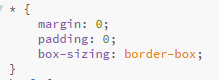 * {
margin: 0;
padding: 0;
box-sizing: border-box;
}